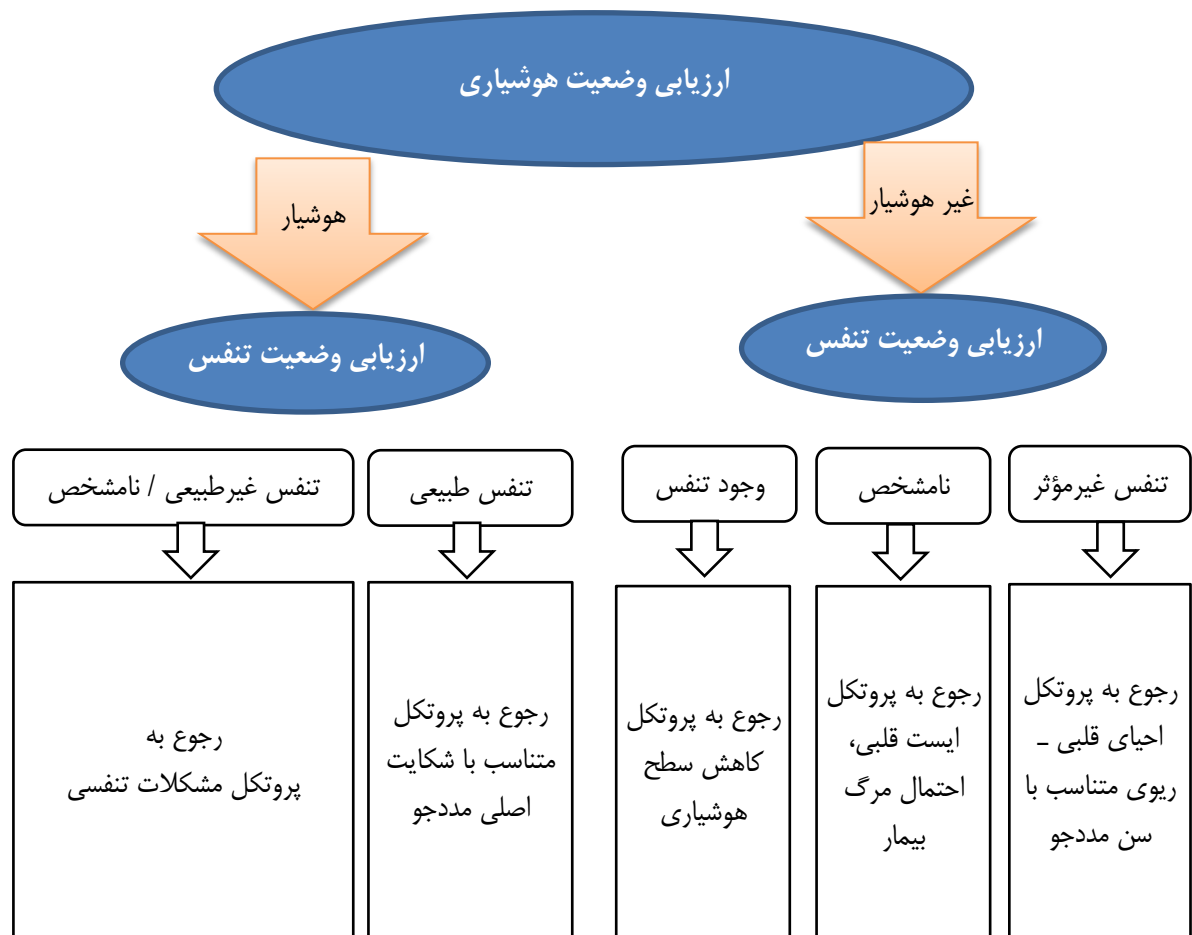 ارزیابی وضعیت هوشیاری
غیر هوشیار
هوشیار
ارزیابی وضعیت تنفس
ارزیابی وضعیت تنفس
تنفس غیرمؤثر
نامشخص
وجود تنفس
تنفس طبیعی
تنفس غیرطبیعی / نامشخص
رجوع به پروتکل
احیای قلبی ـ
ریوی متناسب با
سن مددجو
رجوع به پروتکل
ایست قلبی،
احتمال مرگ
بیمار
رجوع به پروتکل
کاهش سطح
هوشیاری
رجوع به پروتکل
متناسب با شکایت
اصلی مددجو
رجوع به
پروتکل مشکلات تنفسی